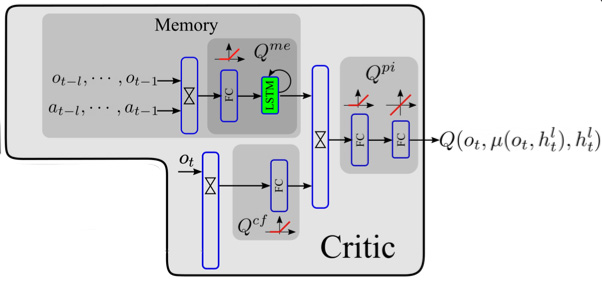 Memory
Q^{me}
o_{t-l}, ⋯ , o_{t-1}
a_{t-l}, ⋯ , a_{t-1}
FC
LSTM
Q^{pi}
FC
FC
Q(o_t, μ(o_t, h_t^l), h_t^l)
o_t
FC
Q^{cf}
Critic